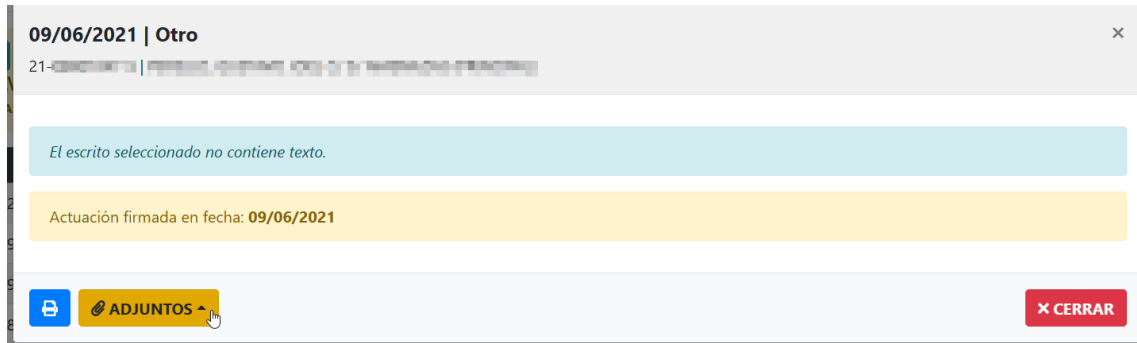 09/06/2021 | Otro
×
21-
El escrito seleccionado no contiene texto.
Actuación firmada en fecha: 09/06/2021
ADJUNTOS
× CERRAR